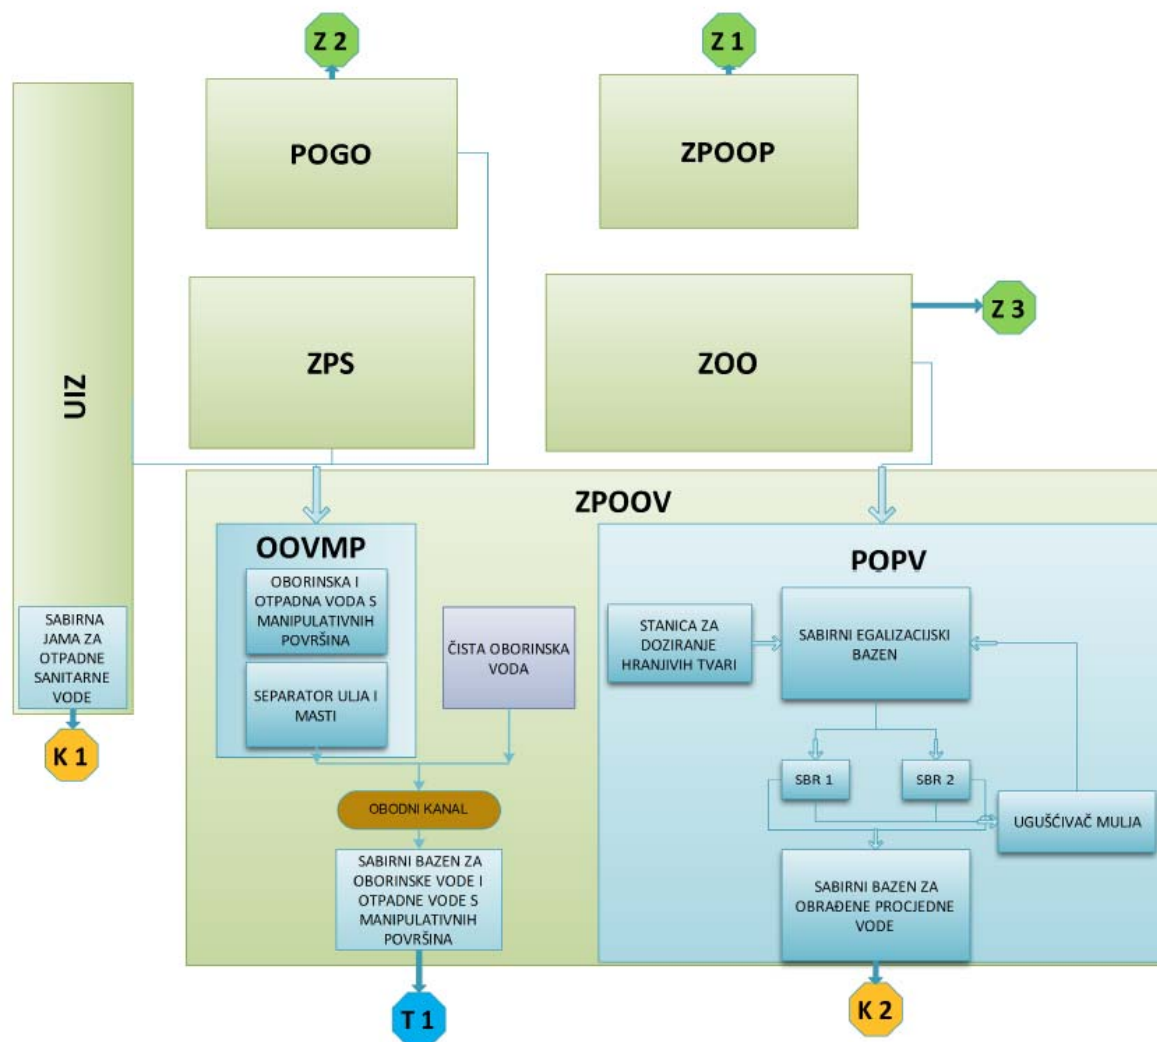 Z 2
Z 1
POGO
ZPOOP
Z 3
ZPS
ZOO
UIZ
ZPOOV
OOVMP
OBORINSKA I
OTPADNA VODA S
MANIPULATIVNIH
POVRŠINA
SEPARATOR ULJA I
MASTI
ČISTA OBORINSKA
VODA
POPV
STANICA ZA
DOZIRANJE
HRANJIVIH TVARI
SABIRNI EGALIZACIJSKI
BAZEN
SABIRNA
JAMA ZA
OTPADNE
SANITARNE
VODE
K 1
SBR 1
SBR 2
UGUŠĆIVAČ MULJA
OBODNI KANAL
SABIRNI BAZEN ZA
OBORINSKE VODE I
OTPADNE VODE S
MANIPULATIVNIH
POVRŠINA
SABIRNI BAZEN ZA
OBRAĐENE PROCJEDNE
VODE
T 1
K 2